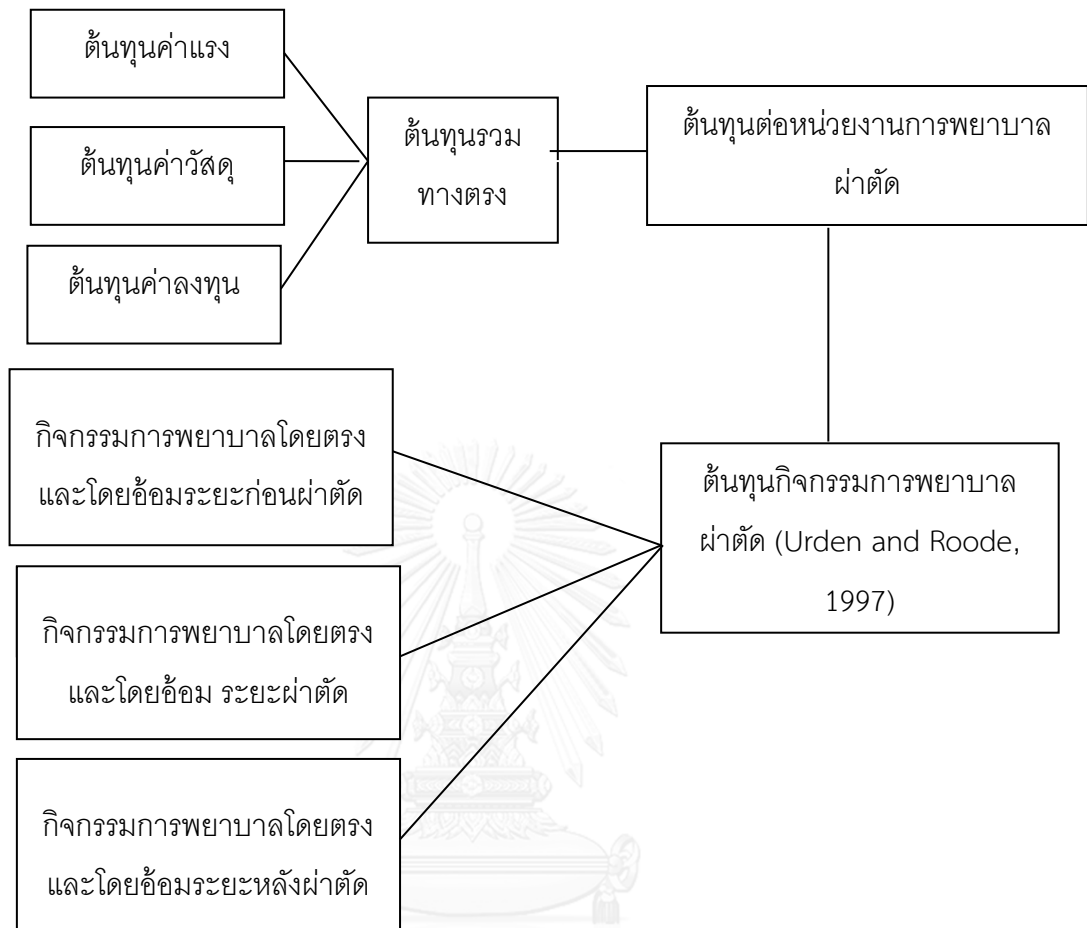 ต้นทุนค่าแรง
ต้นทุนค่าวัสดุ
ต้นทุนค่าลงทุน
ต้นทุนรวม
ทางตรง
ต้นทุนต่อหน่วยงานการพยาบาล
ผ่าตัด
กิจกรรมการพยาบาลโดยตรง
และโดยอ้อมระยะก่อนผ่าตัด
กิจกรรมการพยาบาลโดยตรง
และโดยอ้อม ระยะผ่าตัด
กิจกรรมการพยาบาลโดยตรง
และโดยอ้อมระยะหลังผ่าตัด
ต้นทุนกิจกรรมการพยาบาล
ผ่าตัด (Urden and Roode,
1997)